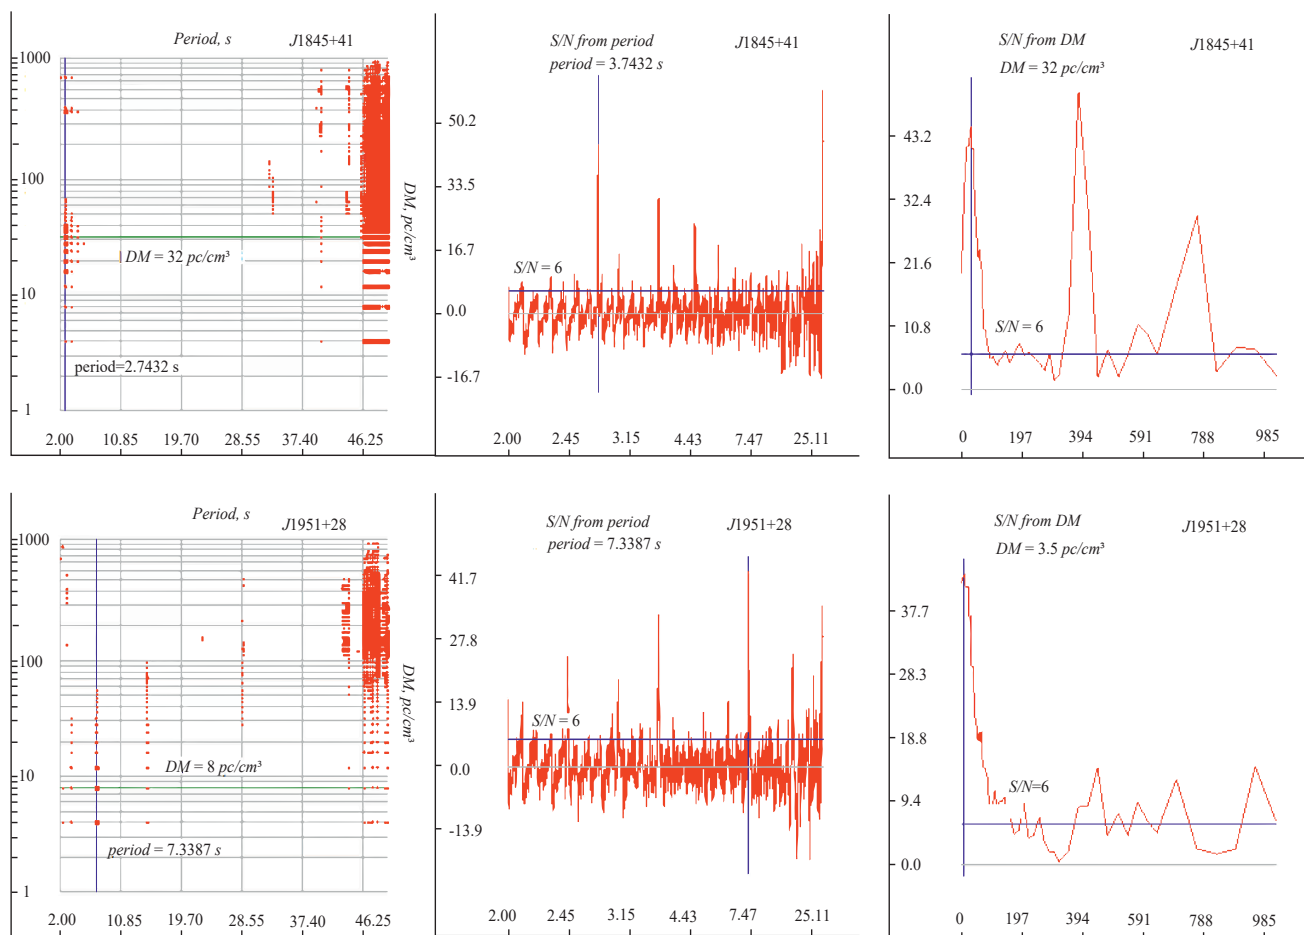 Period, s
J1845+41
1000
100
10
1
DM, pc/cm³
DM = 32 pc/cm³
period=2.7432 s
2.00 10.85 19.70 28.55 37.40 46.25
S/N from period
period = 3.7432 s
J1845+41
50.2
33.5
16.7
0.0
-16.7
S/N = 6
2.00 2.45 3.15 4.43 7.47 25.11
S/N from DM
DM = 32 pc/cm³
J1845+41
43.2
32.4
21.6
10.8
0.0
S/N = 6
0 197 394 591 788 985
Period, s
J1951+28
1000
100
10
1
DM, pc/cm³
DM = 8 pc/cm³
period = 7.3387 s
2.00 10.85 19.70 28.55 37.40 46.25
S/N from period
period = 7.3387 s
J1951+28
41.7
27.8
13.9
0.0
-13.9
S/N = 6
2.00 2.45 3.15 4.43 7.47 25.11
S/N from DM
DM = 3.5 pc/cm³
J1951+28
37.7
28.3
18.8
9.4
0.0
S/N=6
0 197 394 591 788 985